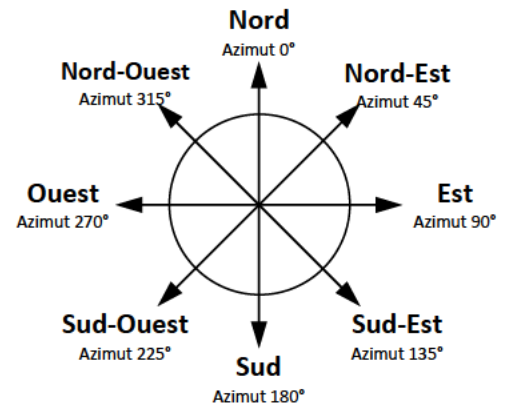 Nord
Azimut 0°
Nord-Ouest
Azimut 315°
Nord-Est
Azimut 45°
Ouest
Azimut 270°
Est
Azimut 90°
Sud-Ouest
Azimut 225°
Sud-Est
Azimut 135°
Sud
Azimut 180°